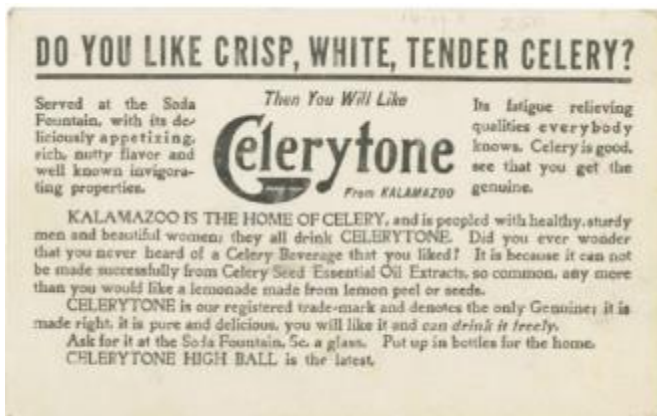 DO YOU LIKE CRISP, WHITE, TENDER CELERY?
Served at the Soda
Fountain, with its de-
liciously appetizing,
rich, nutty flavor and
well known invigora-
ting properties.
Then You Will Like
Celerytone
From KALAMAZOO
Its fatigue relieving
qualities everybody
knows. Celery is good,
see that you get the
genuine.
KALAMAZOO IS THE HOME OF CELERY, and is peopled with healthy, sturdy
men and beautiful women; they all drink CELERYTONE. Did you ever wonder
that you never heard of a Celery Beverage that you liked? It is because it can not
be made successfully from Celery Seed Essential Oil Extracts, so common, any more
than you would like a lemonade made from lemon peel or seeds.
CELERYTONE is our registered trade-mark and denotes the only Genuine; it is
made right, it is pure and delicious, you will like it and can drink it freely.
Ask for it at the Soda Fountain, 5c. a glass. Put up in bottles for the home.
CELERYTONE HIGH BALL is the latest.